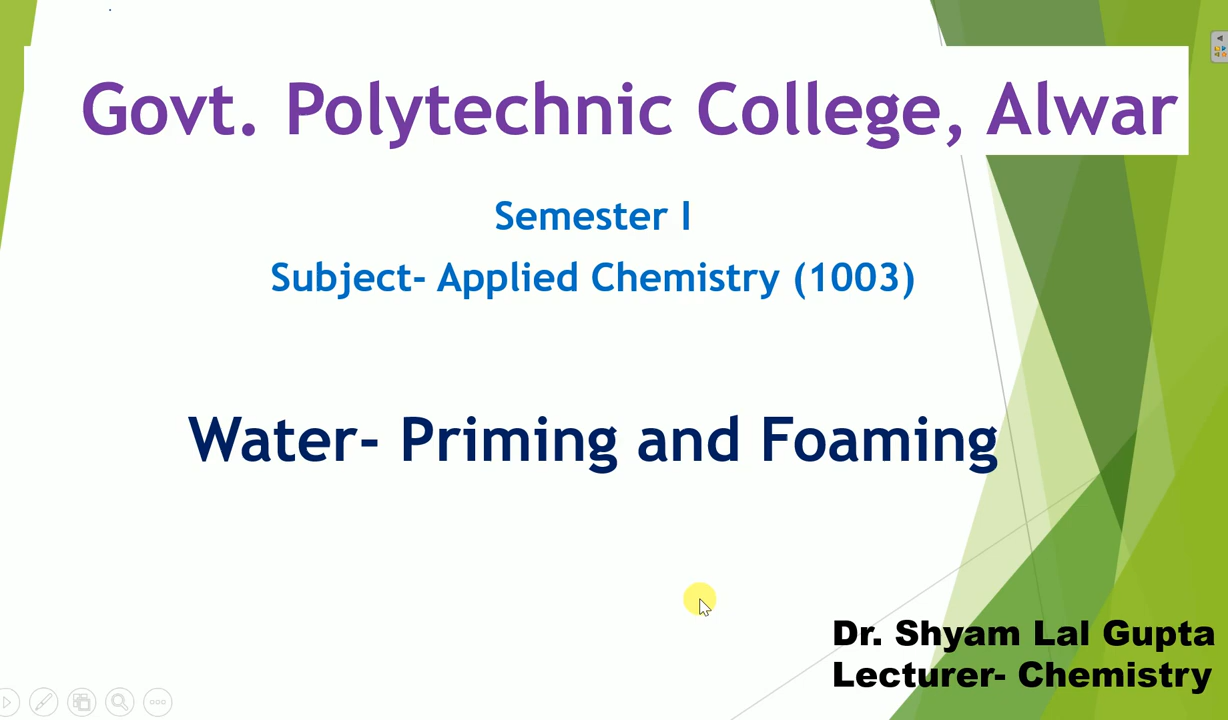 Govt. Polytechnic College, Alwar
Semester I
Subject- Applied Chemistry (1003)
Water- Priming and Foaming
Dr. Shyam Lal Gupta
Lecturer- Chemistry